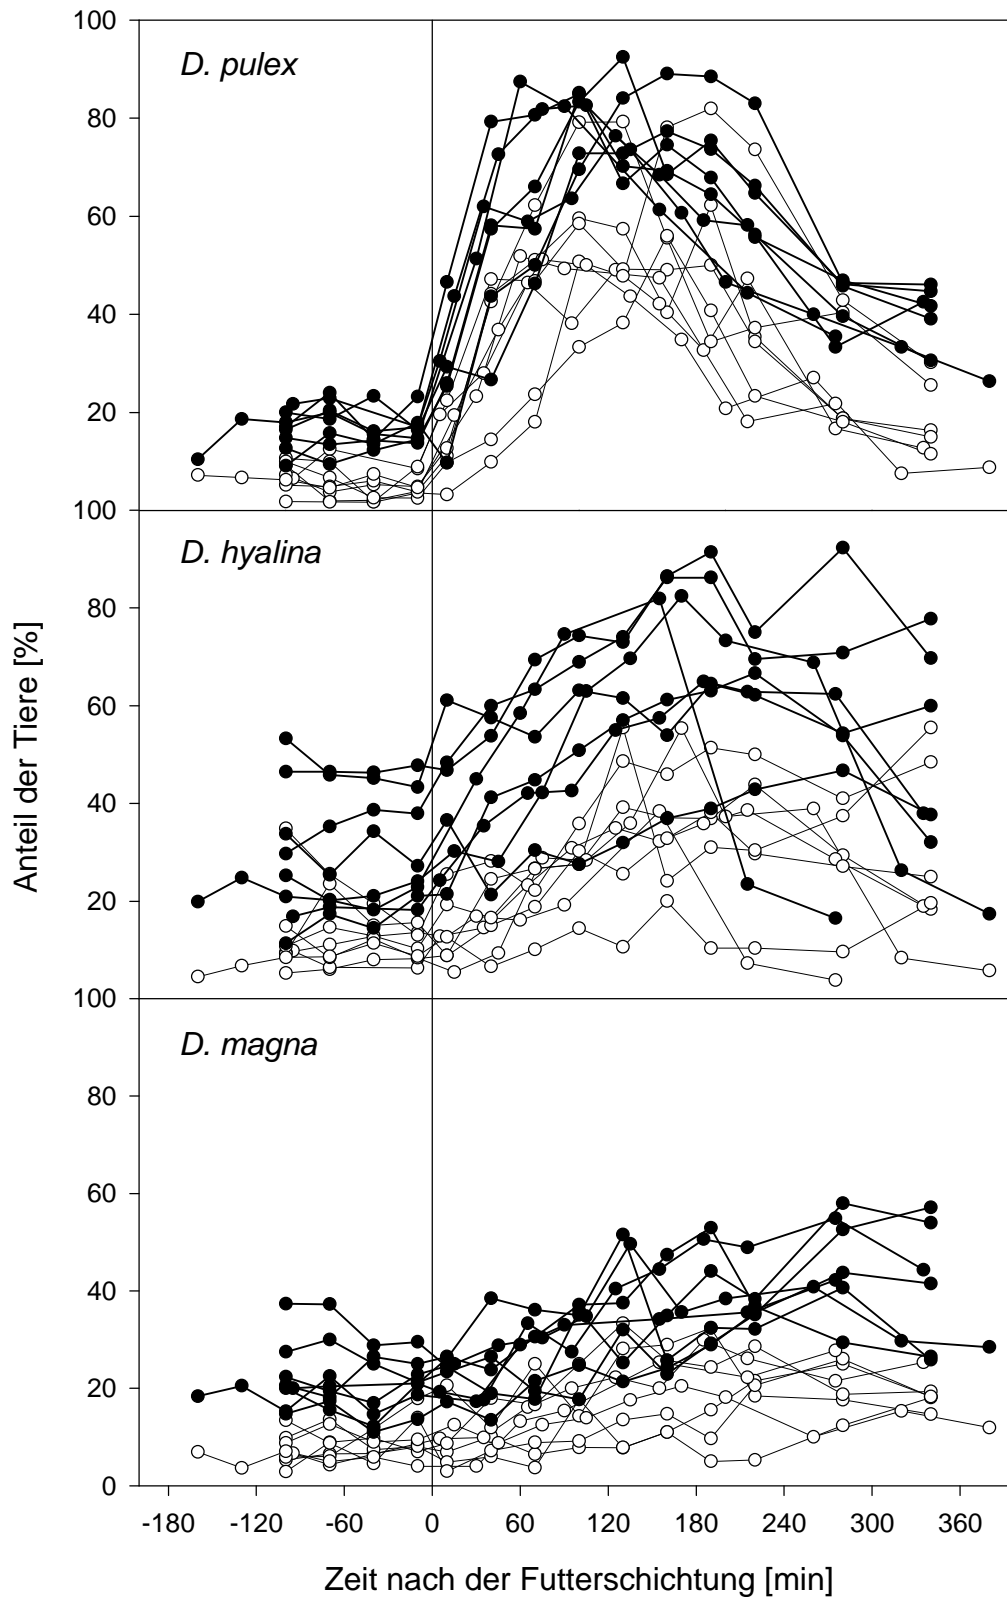 100
D. pulex
80
60
40
20
100
D. hyalina
80
60
40
20
100
D. magna
80
60
40
20
0
Anteil der Tiere [%]
-180 -120 -60 0 60 120 180 240 300 360
Zeit nach der Futterschichtung [min]